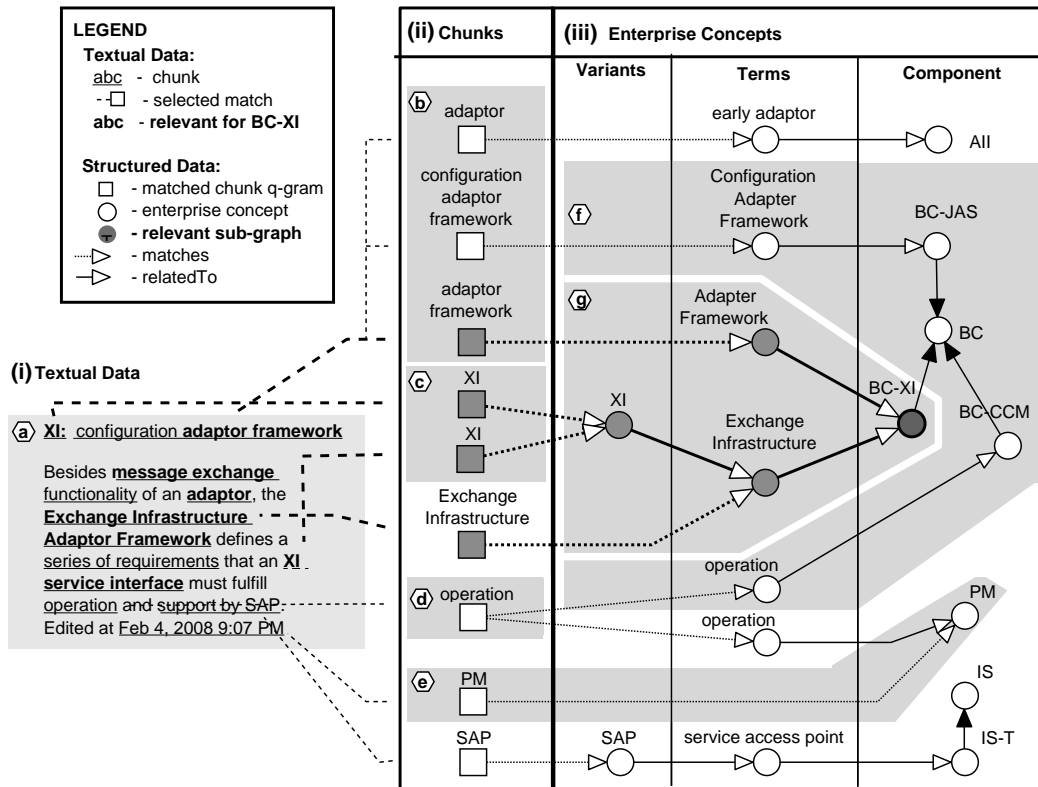 LEGEND
Textual Data:
abc - chunk
- selected match
abc - relevant for BC-XI
Structured Data:
- matched chunk q-gram
- enterprise concept
- relevant sub-graph
- matches
- relatedTo
(i) Textual Data
a XI: configuration adaptor framework
Besides message exchange
functionality of an adaptor, the
Exchange Infrastructure
Adaptor Framework defines a
series of requirements that an XI
service interface must fulfill
operation and support by SAP.
Edited at Feb 4, 2008 9:07 PM
(ii) Chunks
b
adaptor
configuration
adaptor
framework
adaptor
framework
c
XI
XI
Exchange
Infrastructure
d
operation
e
PM
SAP
(iii) Enterprise Concepts
Variants
Terms
Component
early adaptor
AII
f
Configuration
Adapter
Framework
BC-JAS
g
Adapter
Framework
BC
XI
BC-XI
Exchange
Infrastructure
BC-CCM
operation
operation
PM
IS
SAP
service access point
IS-T